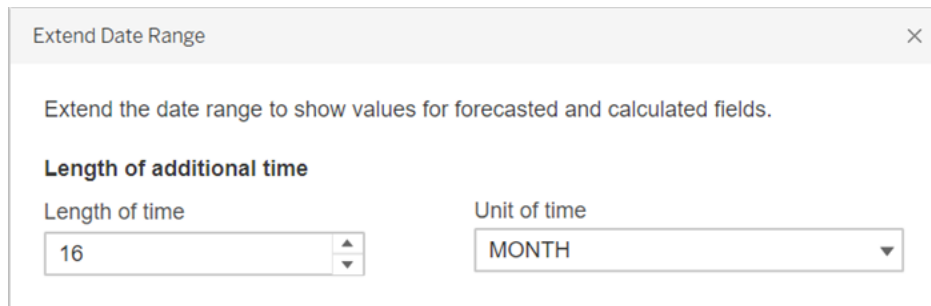 Extend Date Range
Extend the date range to show values for forecasted and calculated fields.
Length of additional time
Length of time
Unit of time
16
MONTH